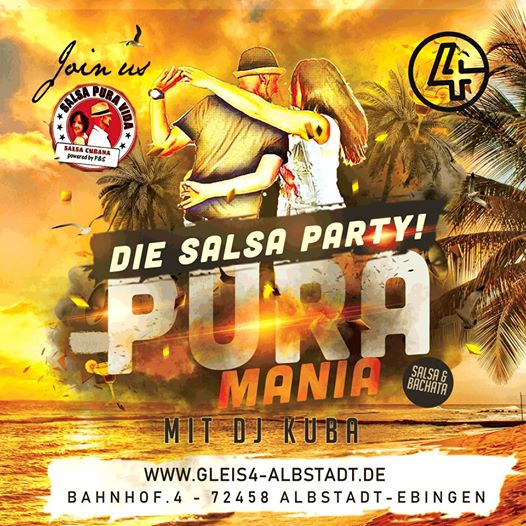 Join us
4G
SALSA PURA VIDA
SALSA CUBANA
powered by P&S
DIE SALSA PARTY!
PURA
MANIA
SALSA &
BACHATA
MIT DJ KUBA
WWW.GLEIS4-ALBSTADT.DE
BAHNHOF.4 - 72458 ALBSTADT-EBINGEN